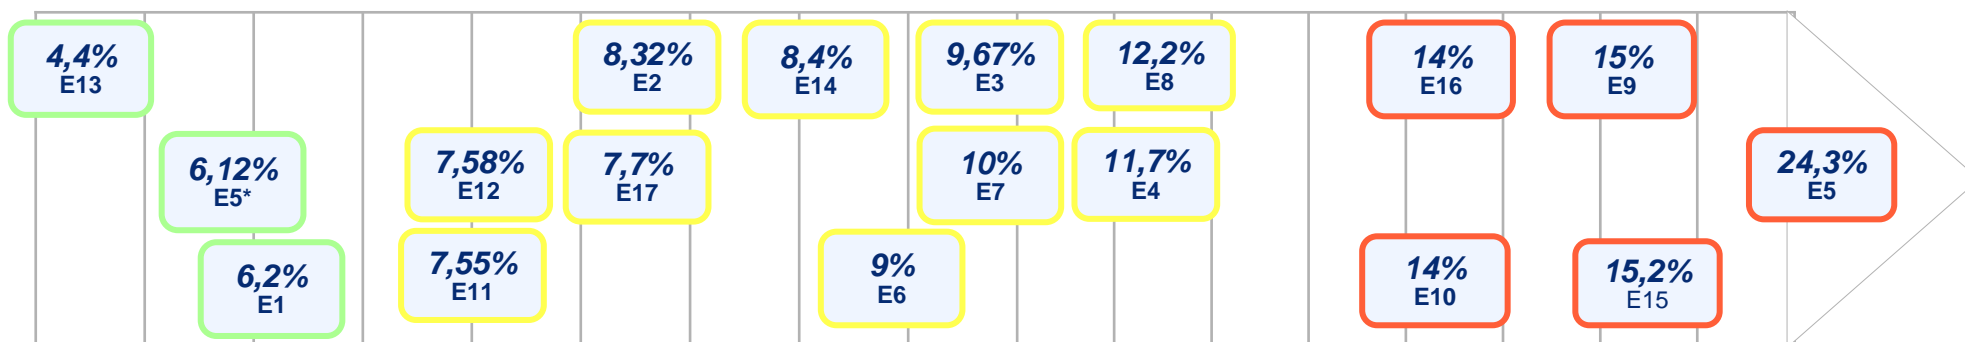 4,4%
E13
8,32%
E2
8,4%
E14
9,67%
E3
12,2%
E8
14%
E16
15%
E9
6,12%
E5*
7,58%
E12
7,7%
E17
10%
E7
11,7%
E4
24,3%
E5
6,2%
E1
7,55%
E11
9%
E6
14%
E10
15,2%
E15